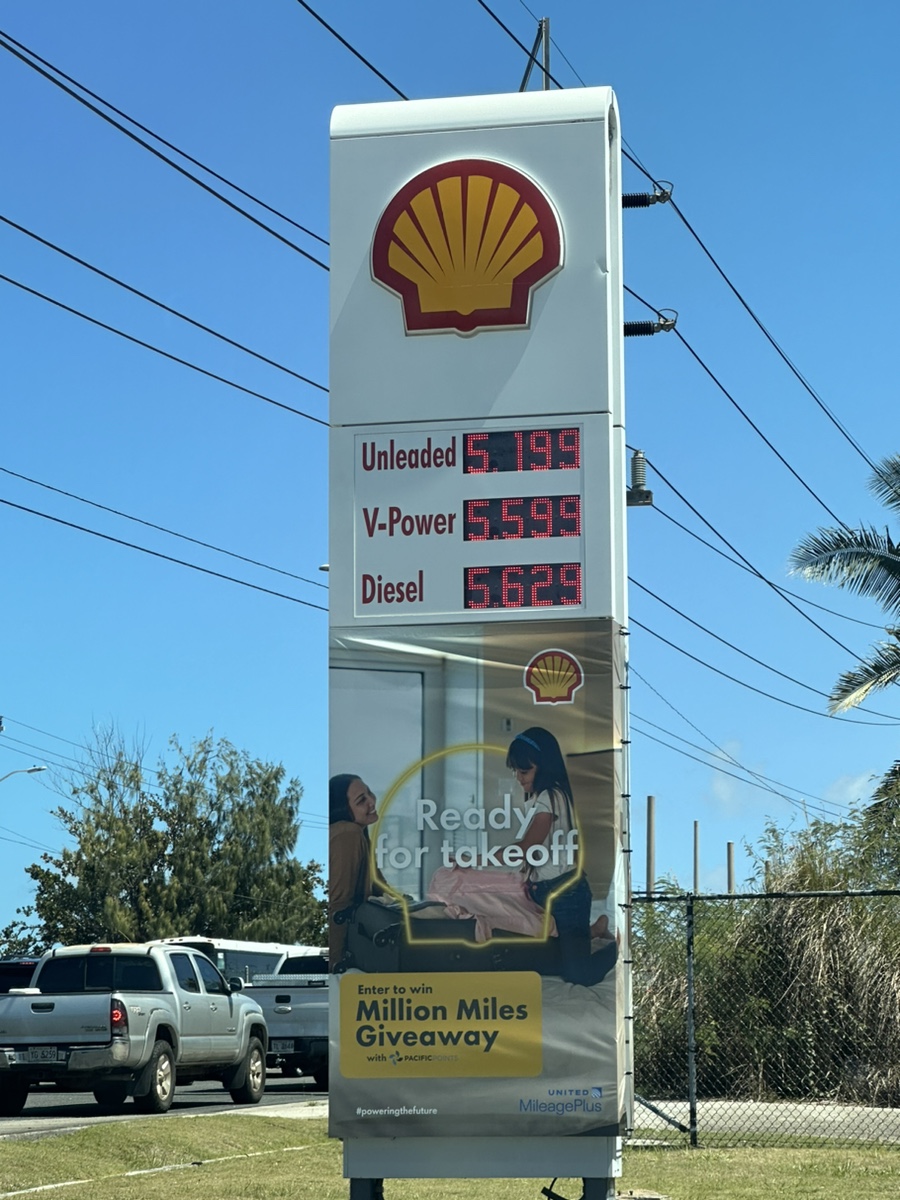 Unleaded 5.199
V-Power 5.599
Diesel 5.629
Ready
for takeoff
Enter to win
Million Miles
Giveaway
with PACIFICPOINTS
#poweringthefuture
UNITED
MileagePlus